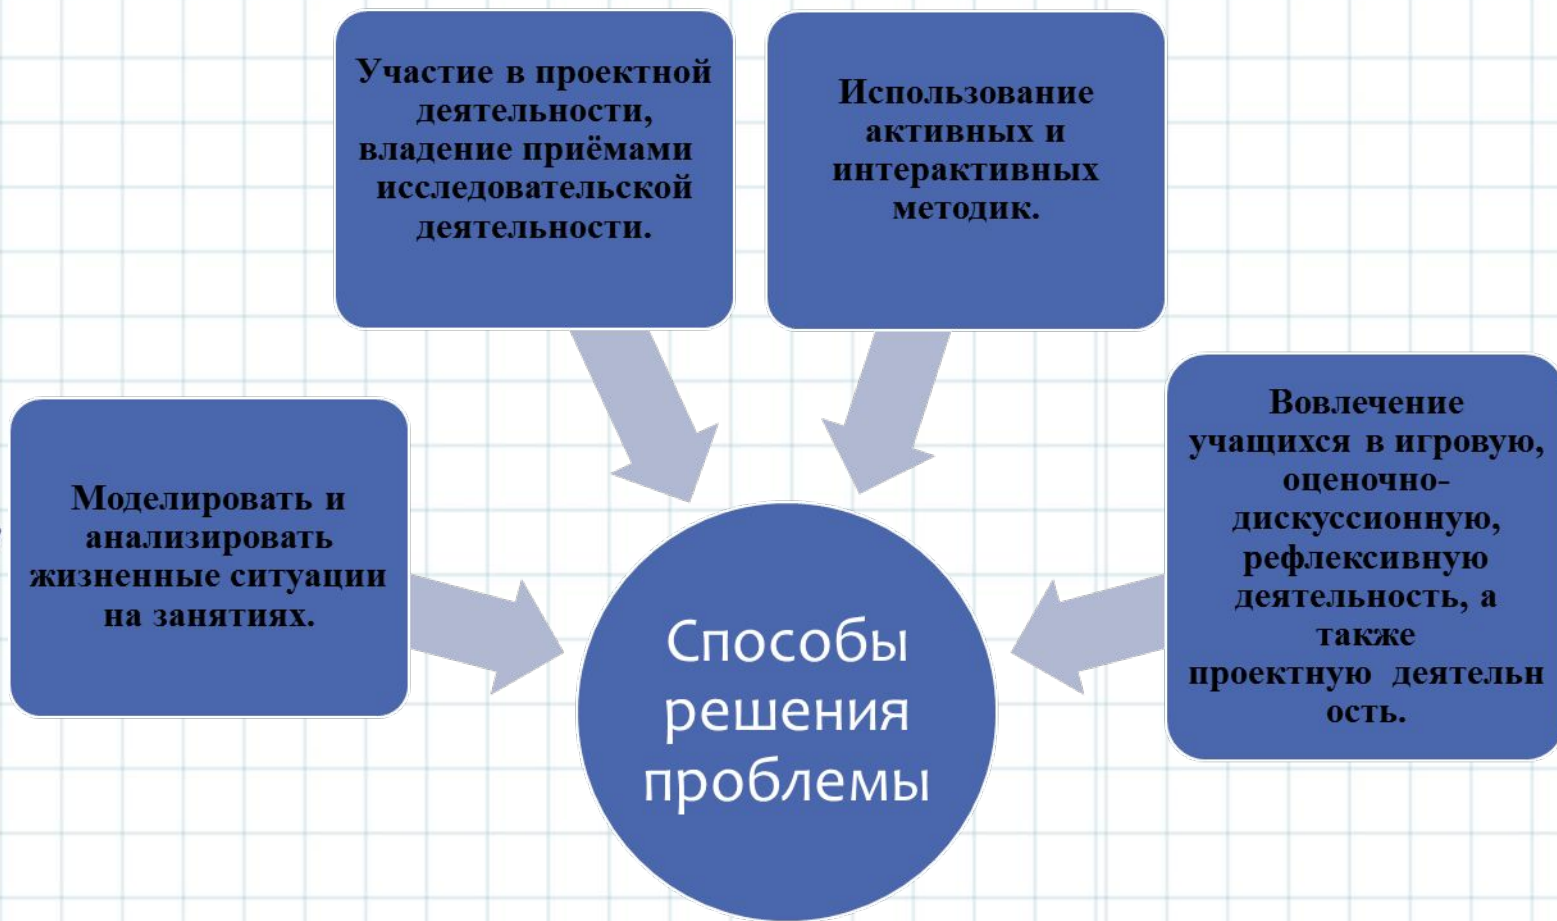 Участие в проектной
деятельности,
владение приёмами
исследовательской
деятельности.
Использование
активных и
интерактивных
методик.
Моделировать и
анализировать
жизненные ситуации
на занятиях.
Вовлечение
учащихся в игровую,
оценочно-
дискуссионную,
рефлексивную
деятельность, а
также
проектную деятельн
ость.
Способы
решения
проблемы